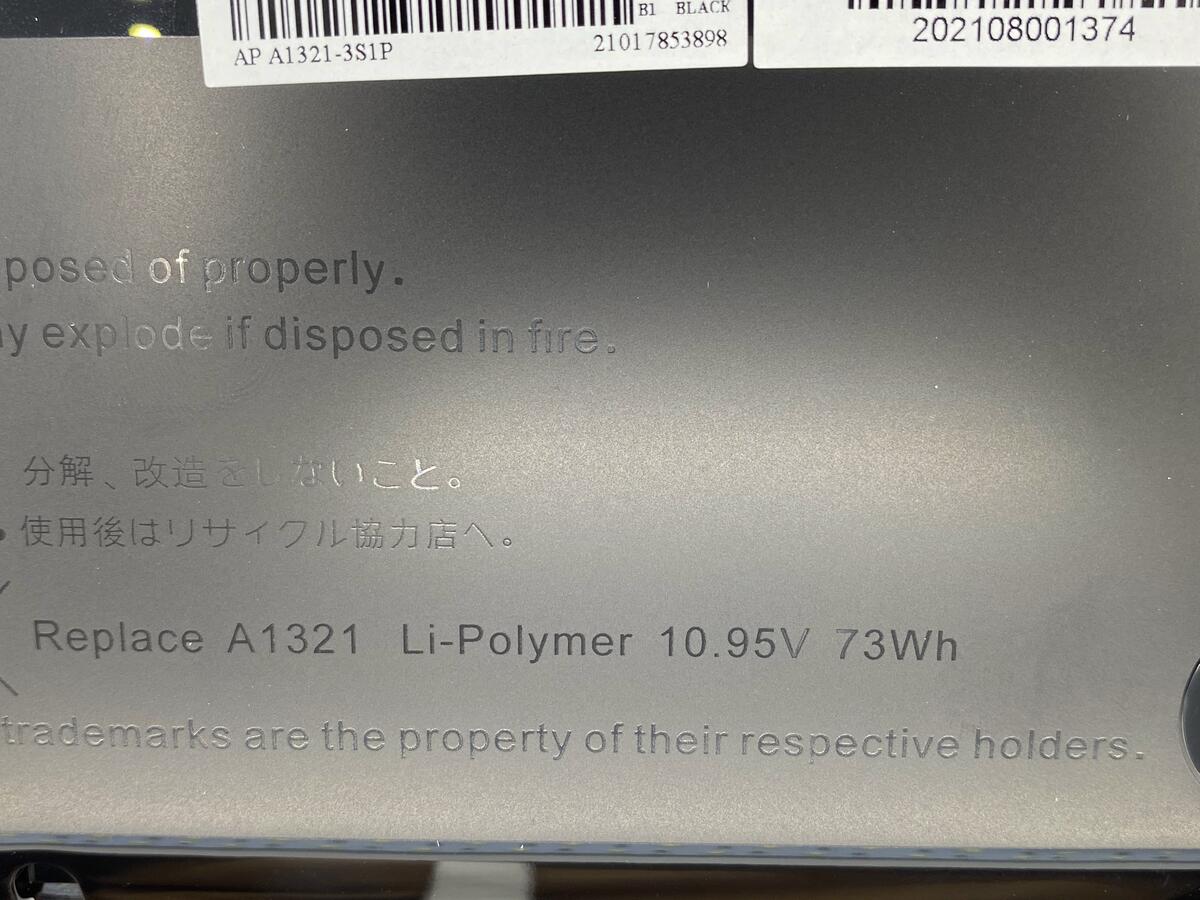 B1 BLACK
AP A1321-3S1P
21017853898
202108001374
posed of properly.
ay explode if disposed in fire.
分解、改造をしないこと。
• 使用後はリサイクル協力店へ。
Replace A1321 Li-Polymer 10.95V 73Wh
trademarks are the property of their respective holders.